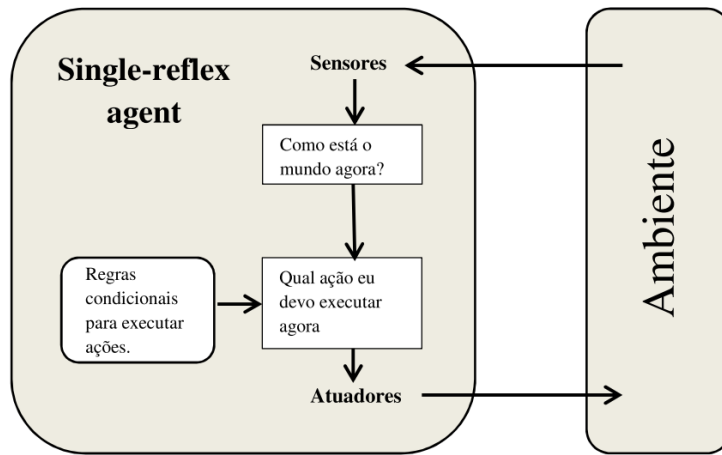 Single-reflex
agent
Sensores
Como está o
mundo agora?
Regras
condicionais
para executar
ações.
Qual ação eu
devo executar
agora
Atuadores
Ambiente